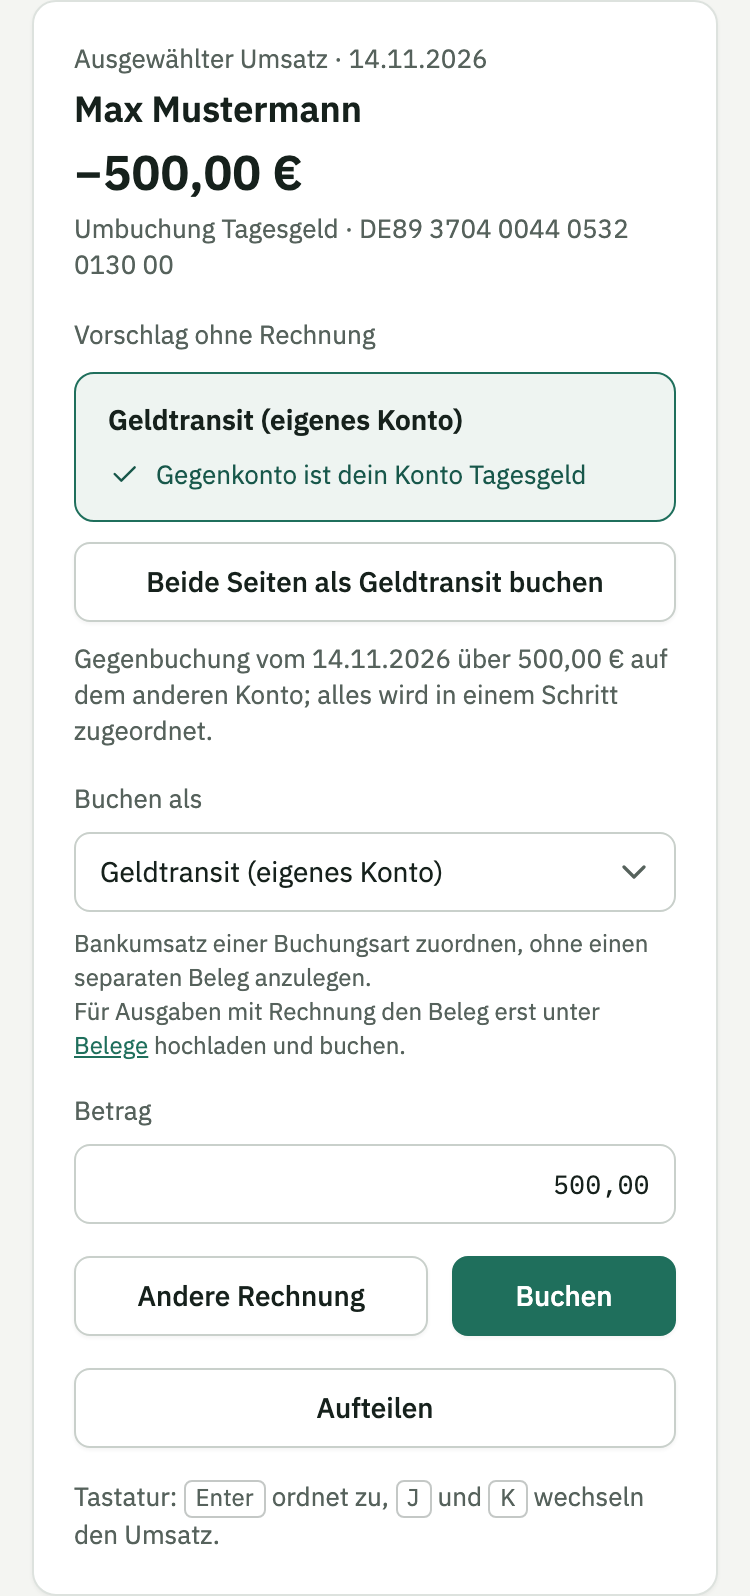 Ausgewählter Umsatz · 14.11.2026
Max Mustermann
−500,00 €
Umbuchung Tagesgeld · DE89 3704 0044 0532
0130 00
Vorschlag ohne Rechnung
Geldtransit (eigenes Konto)
Gegenkonto ist dein Konto Tagesgeld
Beide Seiten als Geldtransit buchen
Gegenbuchung vom 14.11.2026 über 500,00 € auf
dem anderen Konto; alles wird in einem Schritt
zugeordnet.
Buchen als
Geldtransit (eigenes Konto)
Bankumsatz einer Buchungsart zuordnen, ohne einen
separaten Beleg anzulegen.
Für Ausgaben mit Rechnung den Beleg erst unter
Belege hochladen und buchen.
Betrag
500,00
Andere Rechnung Buchen
Aufteilen
Tastatur: Enter ordnet zu, J und K wechseln
den Umsatz.